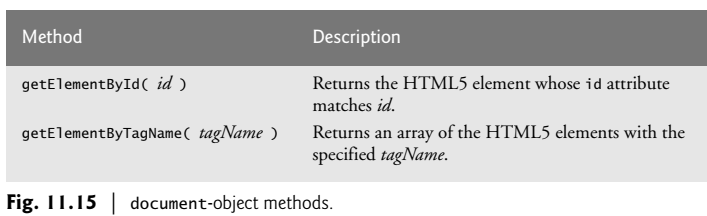 Method Description
getElementById( id ) Returns the HTML5 element whose id attribute
matches id.
getElementByTagName( tagName ) Returns an array of the HTML5 elements with the
specified tagName.
Fig. 11.15 | document-object methods.